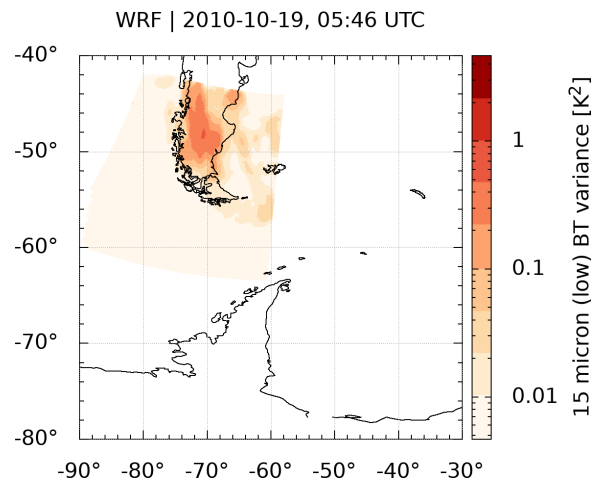 WRF | 2010-10-19, 05:46 UTC
-40°
-50°
-60°
-70°
-80°
-90° -80° -70° -60° -50° -40° -30°
1
0.1
0.01
15 micron (low) BT variance [K²]